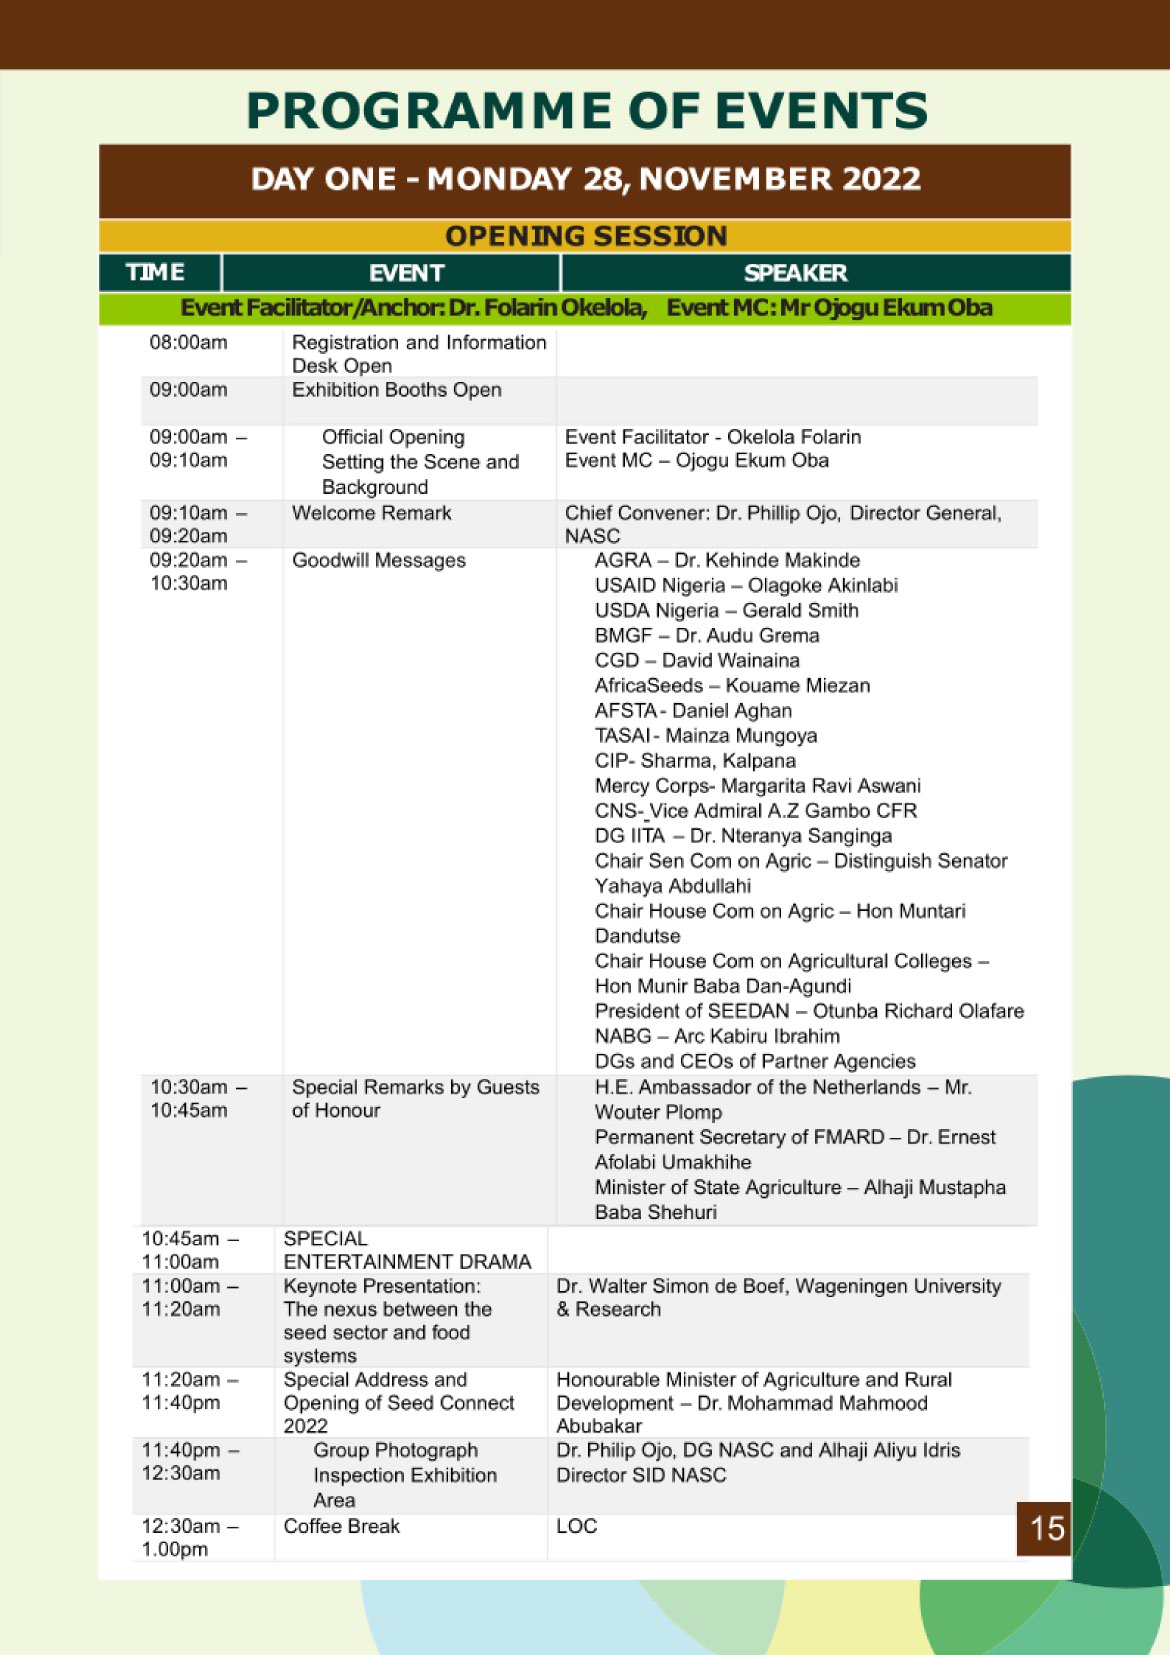 PROGRAMME OF EVENTS
DAY ONE - MONDAY 28, NOVEMBER 2022
OPENING SESSION
TIME EVENT SPEAKER
Event Facilitator/Anchor: Dr. Folarin Okelola, Event MC: Mr Ojogu Ekum Oba
08:00am Registration and Information
Desk Open
09:00am Exhibition Booths Open
09:00am – Official Opening Event Facilitator - Okelola Folarin
09:10am Setting the Scene and Event MC – Ojogu Ekum Oba
Background
09:10am – Welcome Remark Chief Convener: Dr. Phillip Ojo, Director General,
09:20am NASC
09:20am – Goodwill Messages AGRA – Dr. Kehinde Makinde
10:30am USAID Nigeria – Olagoke Akinlabi
USDA Nigeria – Gerald Smith
BMGF – Dr. Audu Grema
CGD – David Wainaina
AfricaSeeds – Kouame Miezan
AFSTA- Daniel Aghan
TASAI- Mainza Mungoya
CIP- Sharma, Kalpana
Mercy Corps- Margarita Ravi Aswani
CNS- Vice Admiral A.Z Gambo CFR
DG IITA – Dr. Nteranya Sanginga
Chair Sen Com on Agric – Distinguish Senator
Yahaya Abdullahi
Chair House Com on Agric – Hon Muntari
Dandutse
Chair House Com on Agricultural Colleges –
Hon Munir Baba Dan-Agundi
President of SEEDAN – Otunba Richard Olafare
NABG – Arc Kabiru Ibrahim
DGs and CEOs of Partner Agencies
10:30am – Special Remarks by Guests H.E. Ambassador of the Netherlands – Mr.
10:45am of Honour Wouter Plomp
Permanent Secretary of FMARD – Dr. Ernest
Afolabi Umakhihe
Minister of State Agriculture – Alhaji Mustapha
Baba Shehuri
10:45am – SPECIAL
11:00am ENTERTAINMENT DRAMA
11:00am – Keynote Presentation: Dr. Walter Simon de Boef, Wageningen University
11:20am The nexus between the & Research
seed sector and food
systems
11:20am – Special Address and Honourable Minister of Agriculture and Rural
11:40pm Opening of Seed Connect Development – Dr. Mohammad Mahmood
2022 Abubakar
11:40pm – Group Photograph Dr. Philip Ojo, DG NASC and Alhaji Aliyu Idris
12:30am Inspection Exhibition Director SID NASC
Area
12:30am – Coffee Break LOC
1.00pm
15